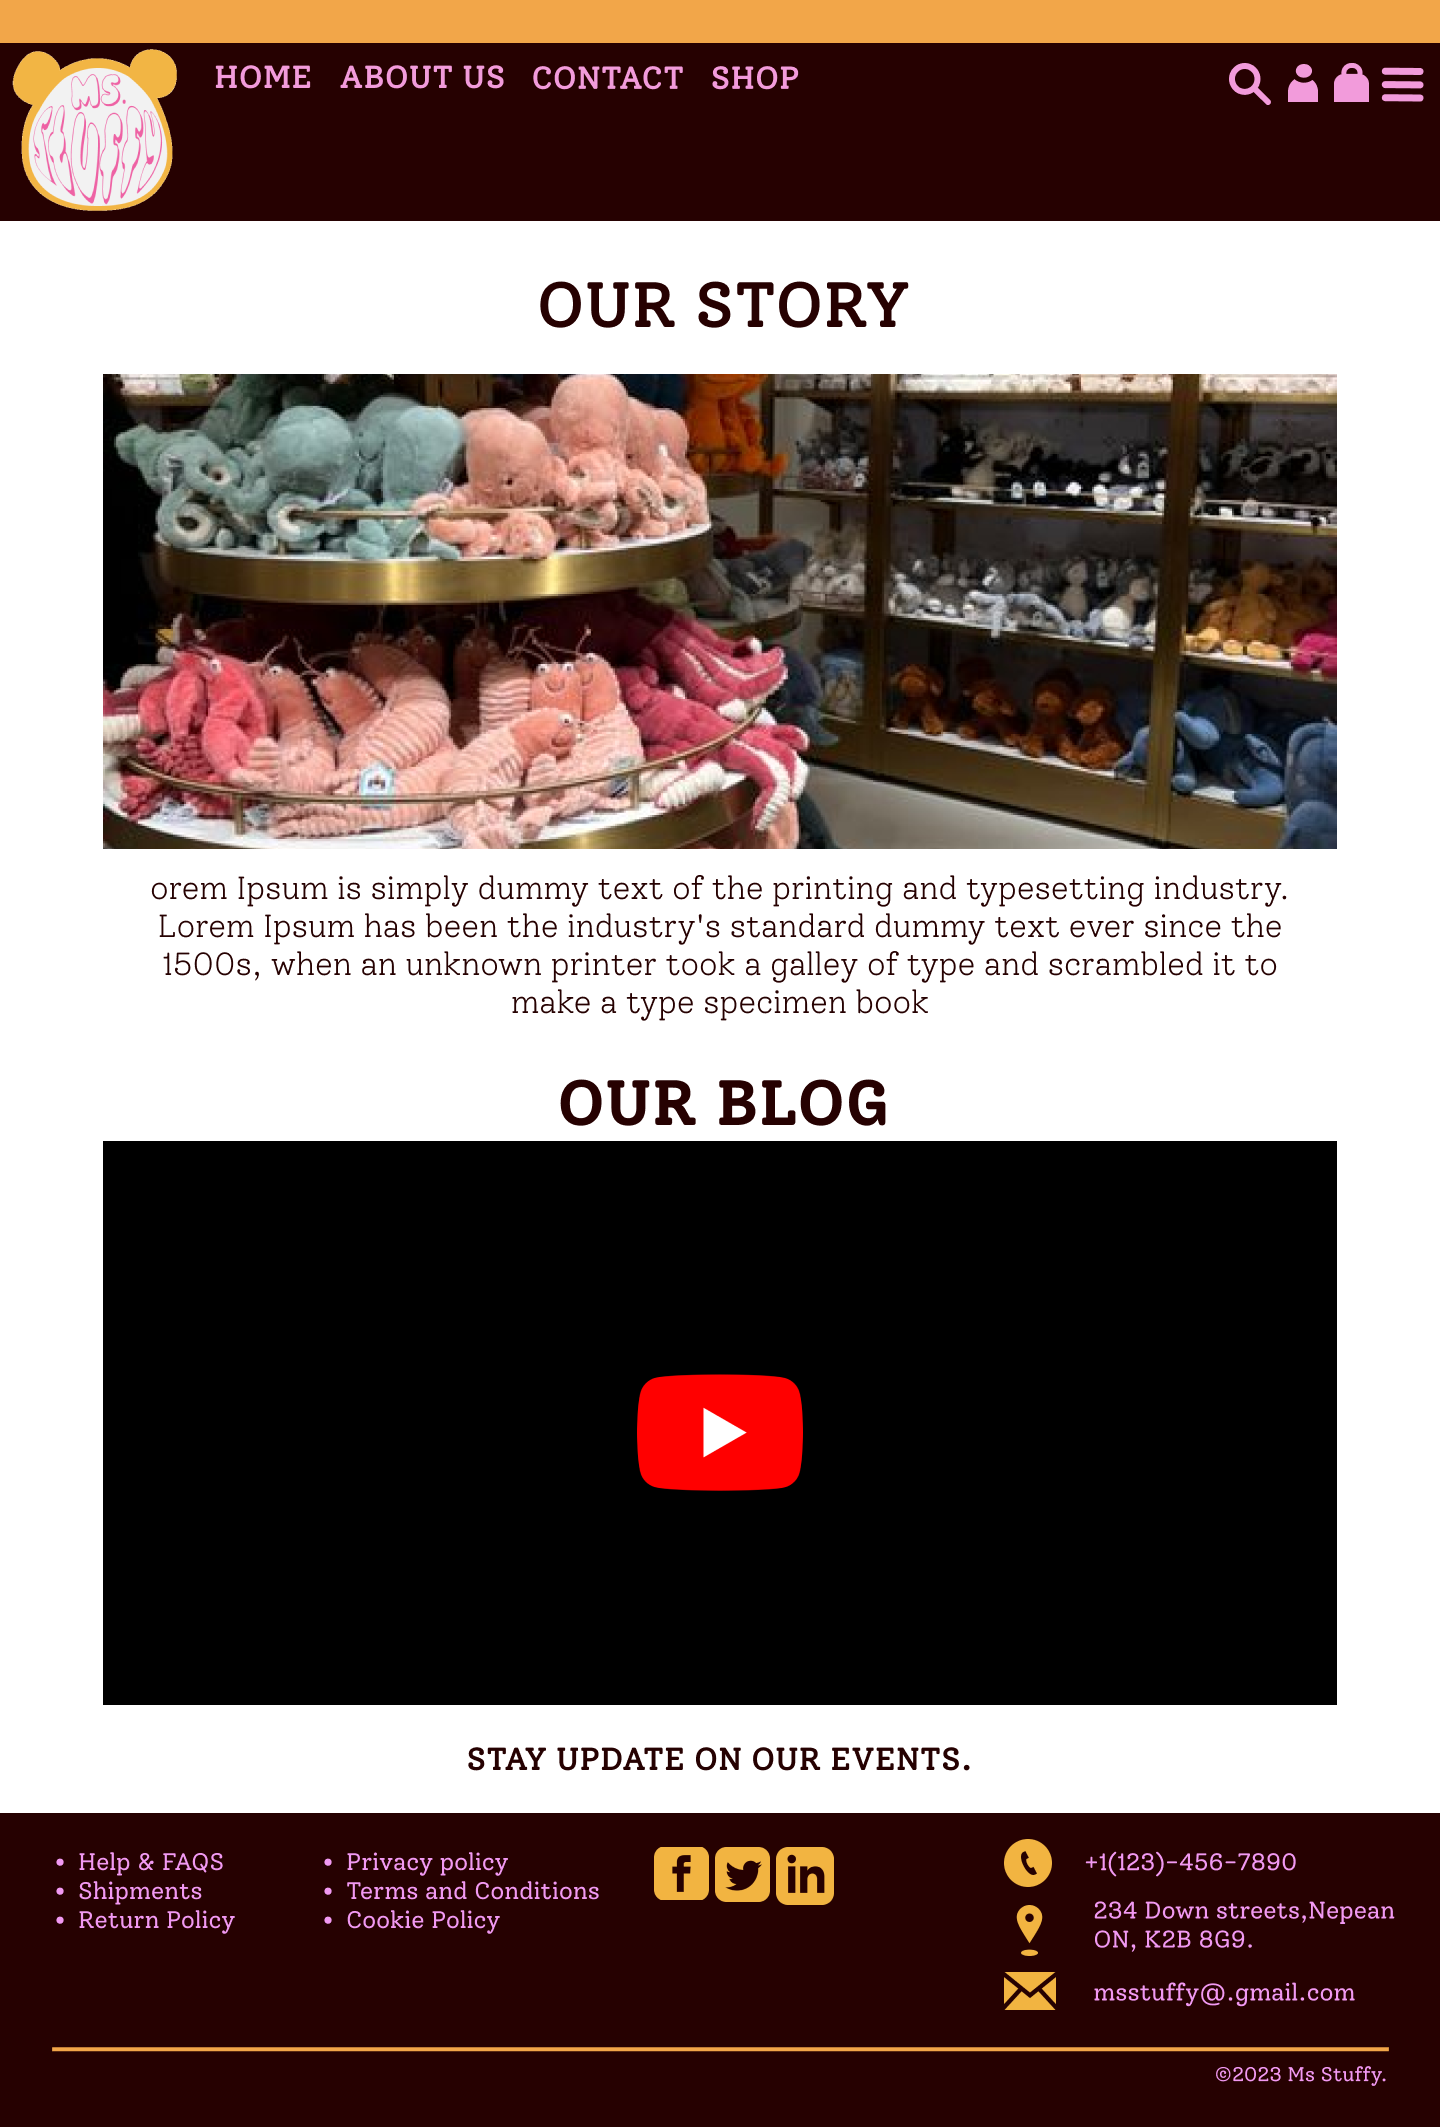 MS.
STUFFY
HOME ABOUT US CONTACT SHOP
OUR STORY
orem Ipsum is simply dummy text of the printing and typesetting industry.
Lorem Ipsum has been the industry's standard dummy text ever since the
1500s, when an unknown printer took a galley of type and scrambled it to
make a type specimen book
OUR BLOG
STAY UPDATE ON OUR EVENTS.
• Help & FAQS
• Shipments
• Return Policy
• Privacy policy
• Terms and Conditions
• Cookie Policy
f
in
+1(123)-456-7890
234 Down streets,Nepean
ON, K2B 8G9.
msstuffy@.gmail.com
©2023 Ms Stuffy.